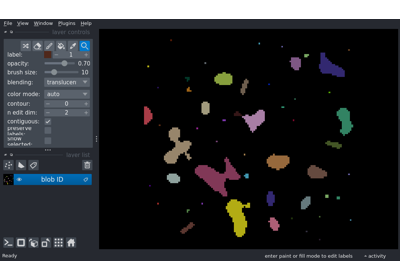 File View Window Plugins Help
layer controls
label: 1
opacity: 0.70
brush size: 10
blending: translucen
color mode: auto
contour: 0
n edit dim: 2
contiguous:
preserve
labels:
show
selected:
layer list
blob ID
Ready enter paint or fill mode to edit labels activity